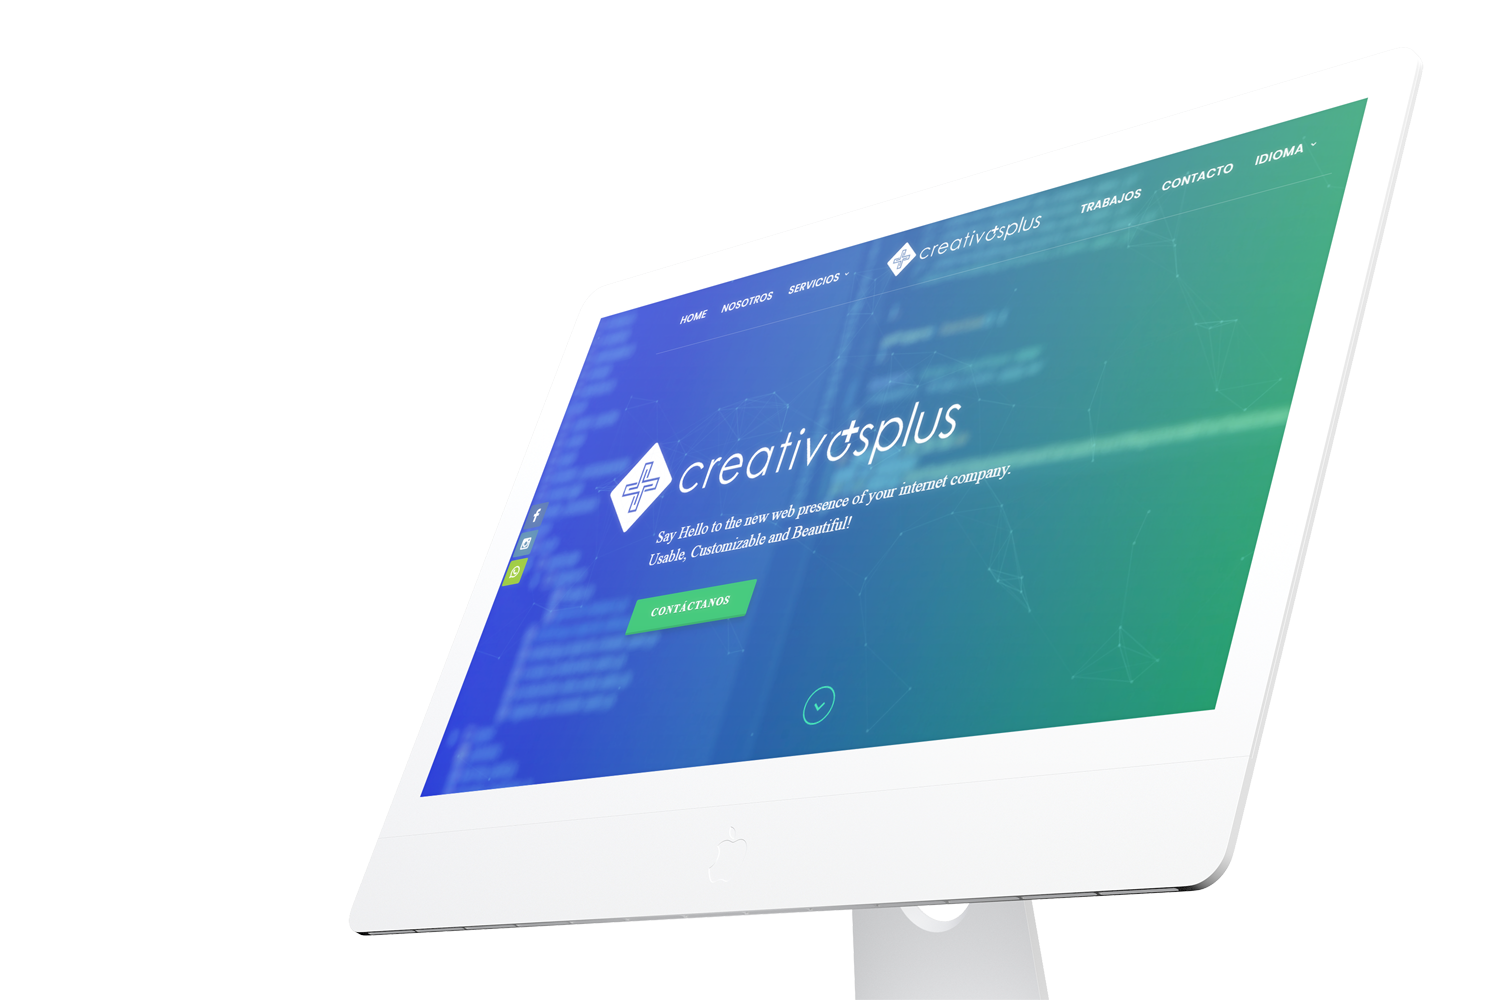 HOME NOSOTROS SERVICIOS creativosplus TRABAJOS CONTACTO IDIOMA
creativosplus
Say Hello to the new web presence of your internet company.
Usable, Customizable and Beautiful!
CONTÁCTANOS